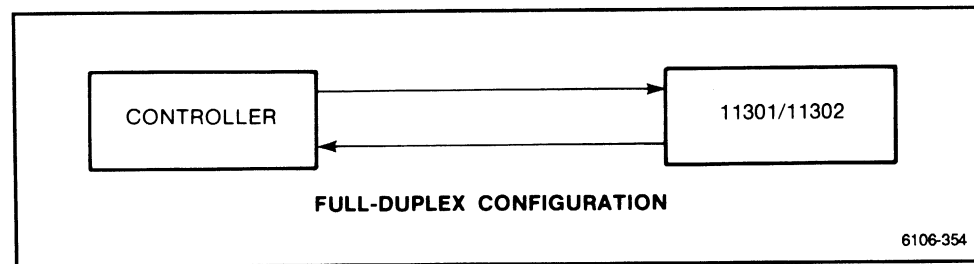 CONTROLLER
11301/11302
FULL-DUPLEX CONFIGURATION
6106-354